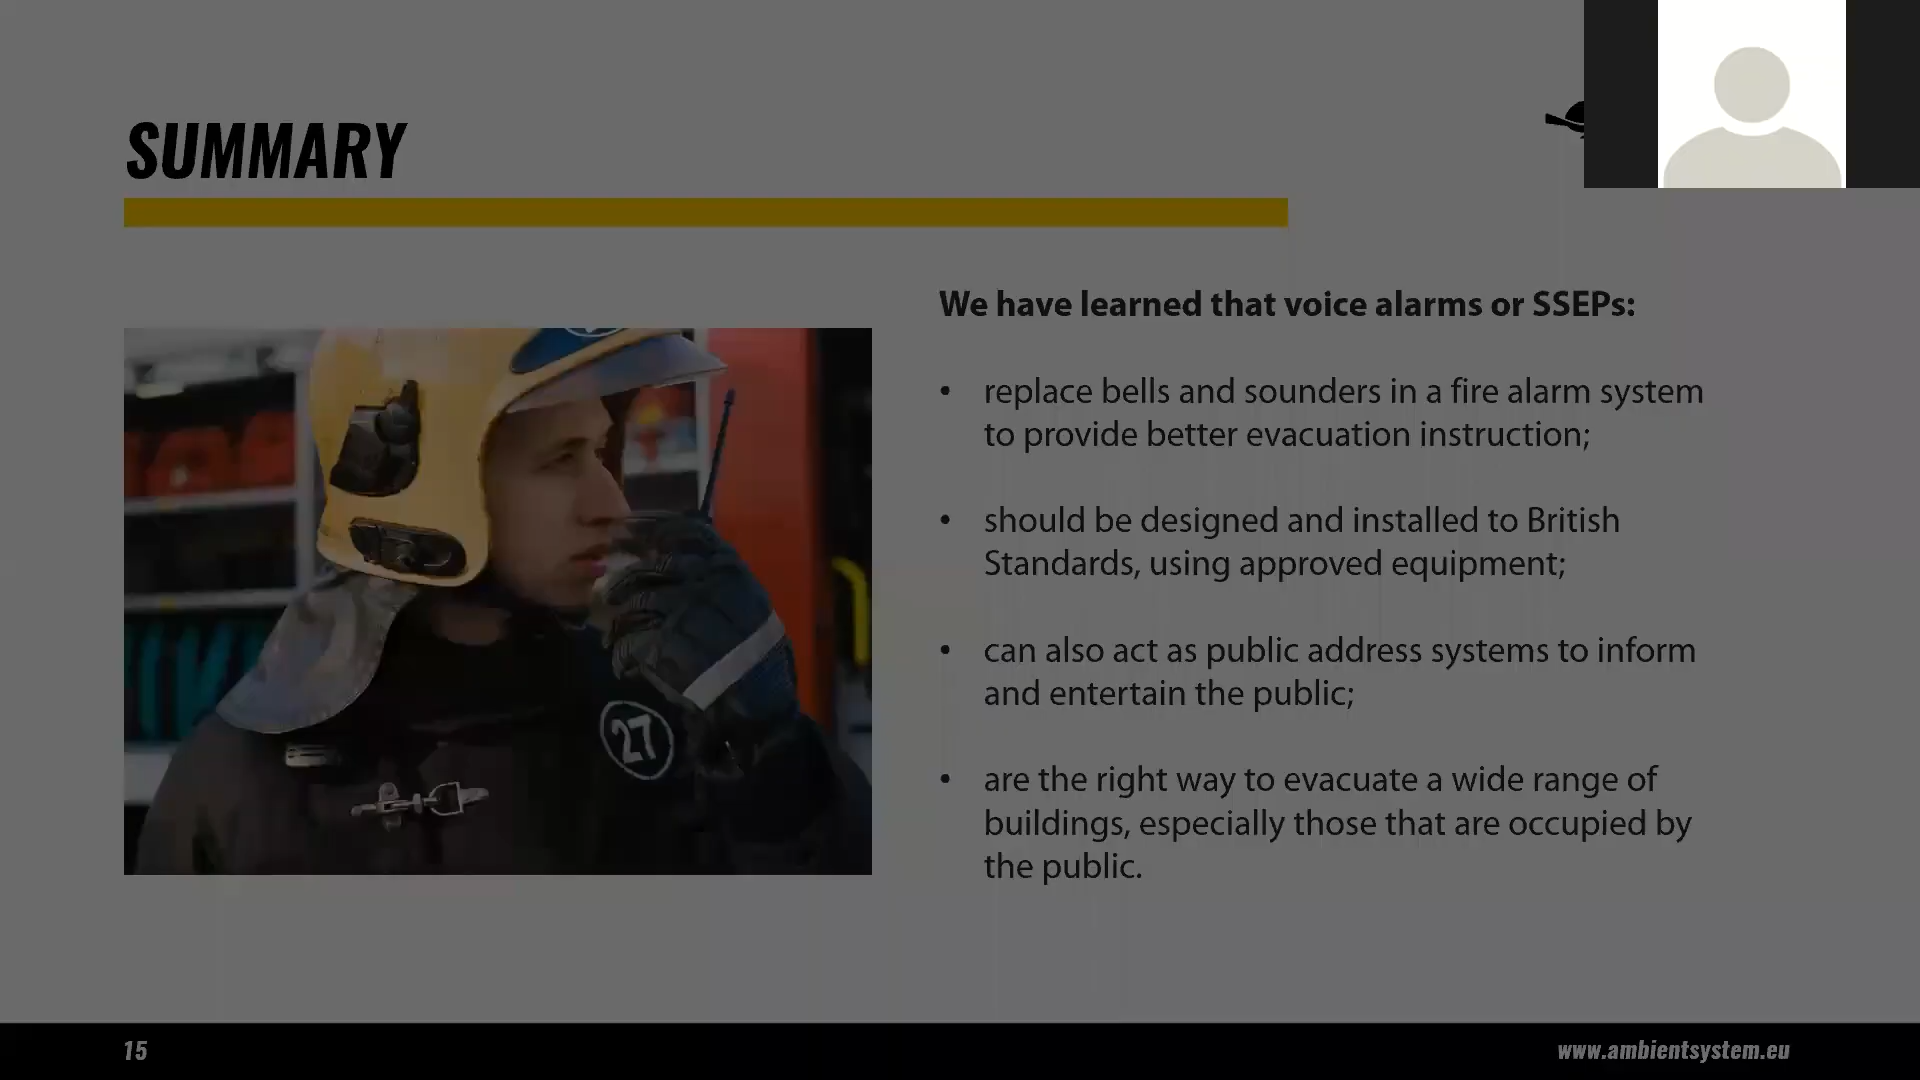 SUMMARY
We have learned that voice alarms or SSEPs:
• replace bells and sounders in a fire alarm system
to provide better evacuation instruction;
• should be designed and installed to British
Standards, using approved equipment;
• can also act as public address systems to inform
and entertain the public;
• are the right way to evacuate a wide range of
buildings, especially those that are occupied by
the public.
27
15
www.ambientsystem.eu